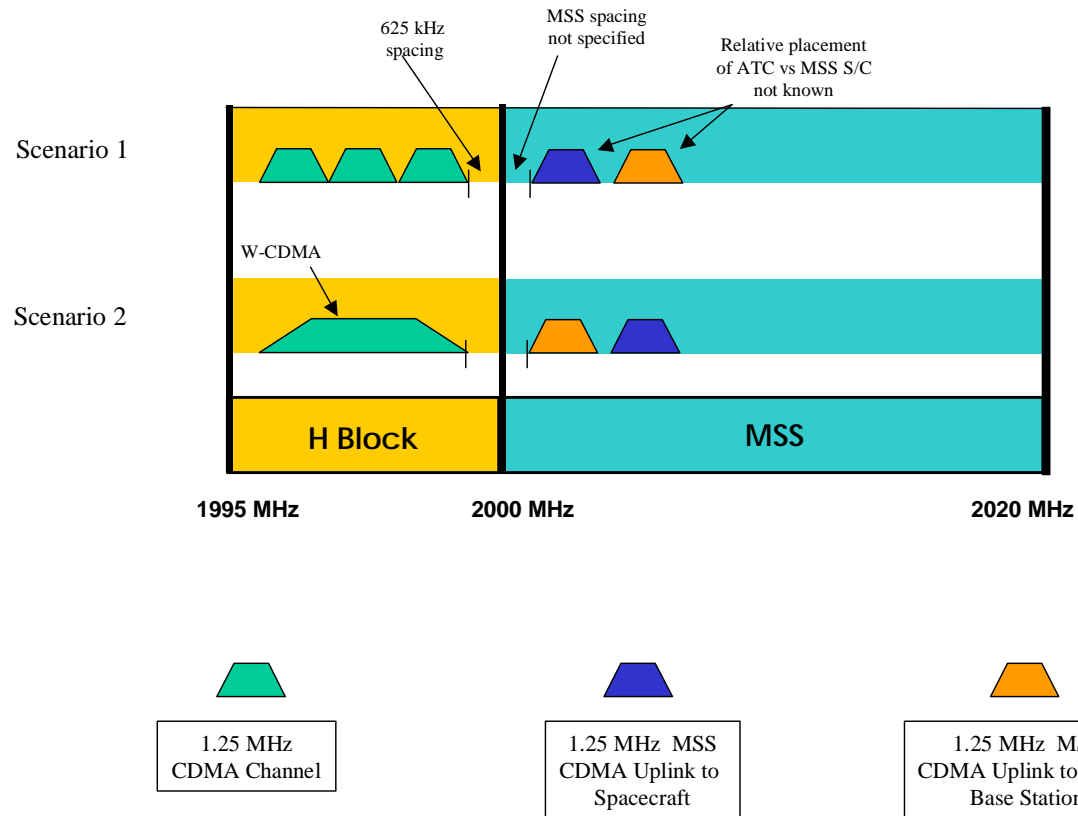 625 kHz
spacing
MSS spacing
not specified
Relative placement
of ATC vs MSS S/C
not known
Scenario 1
W-CDMA
Scenario 2
H Block
MSS
1995 MHz
2000 MHz
2020 MHz
1.25 MHz
CDMA Channel
1.25 MHz MSS
CDMA Uplink to
Spacecraft
1.25 MHz
CDMA Uplink to
Base Station